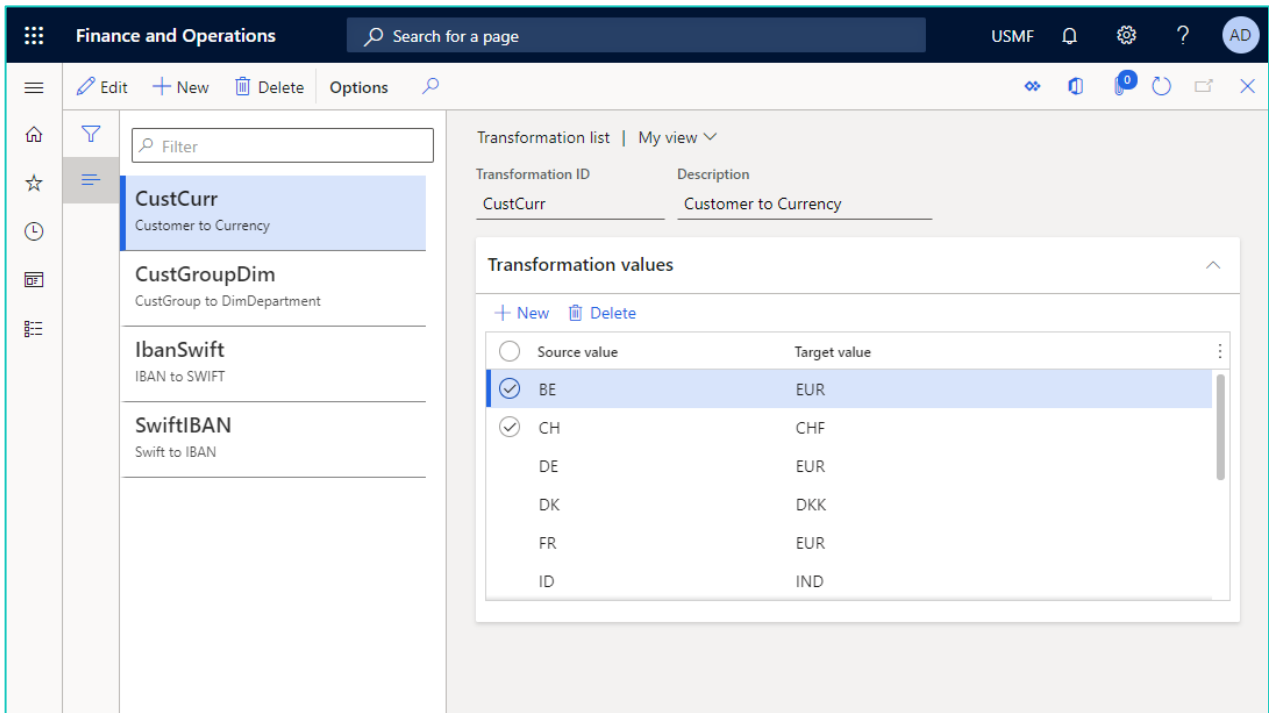 Finance and Operations Search for a page USMF ? AD
Edit New Delete Options 0
Filter
CustCurr
Customer to Currency
CustGroupDim
CustGroup to DimDepartment
IbanSwift
IBAN to SWIFT
SwiftIBAN
Swift to IBAN
Transformation list | My view
Transformation ID Description
CustCurr Customer to Currency
Transformation values
New Delete
Source value Target value
BE EUR
CH CHF
DE EUR
DK DKK
FR EUR
ID IND